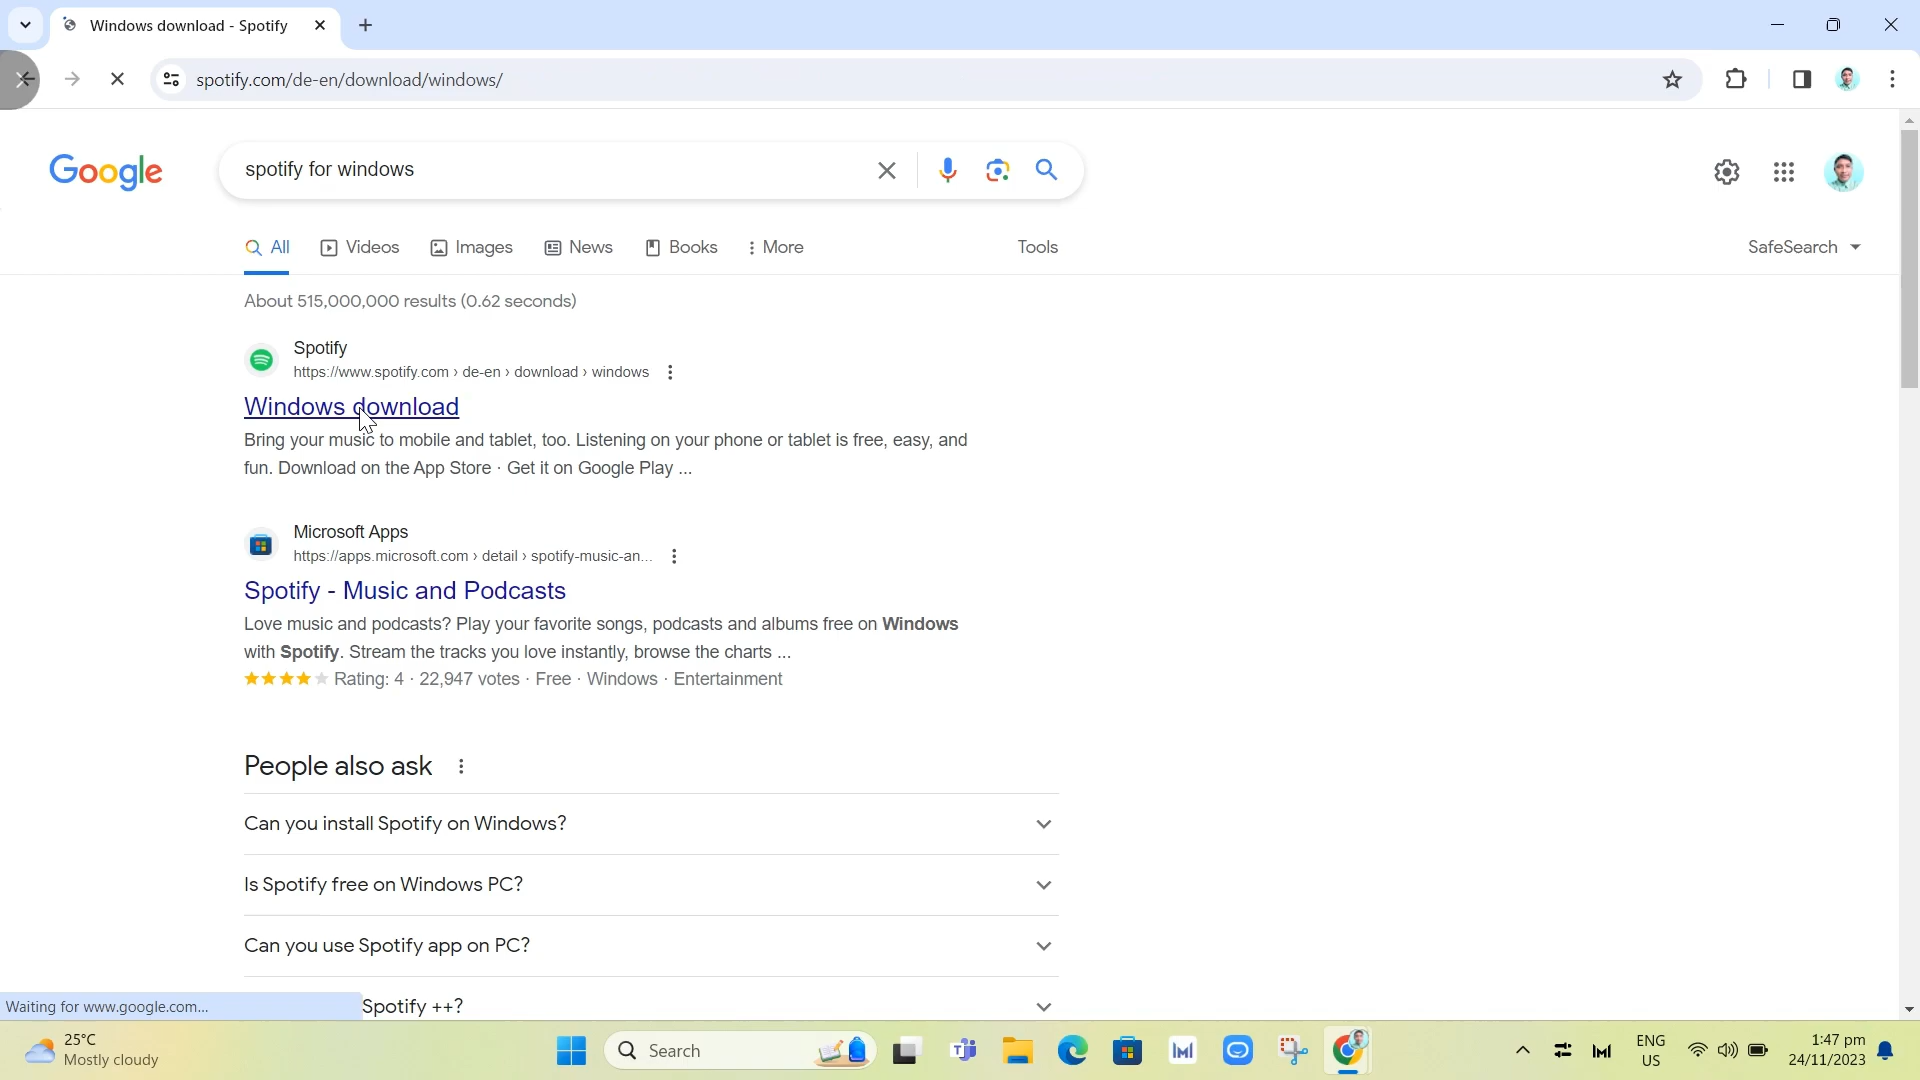 Windows download - Spotify
spotify.com/de-en/download/windows/
Google
spotify for windows
All
Videos
Images
News
Books
More
Tools
SafeSearch
About 515,000,000 results (0.62 seconds)
Spotify
https://www.spotify.com › de-en › download › windows
Windows download
Bring your music to mobile and tablet, too. Listening on your phone or tablet is free, easy, and
fun. Download on the App Store · Get it on Google Play ...
Microsoft Apps
https://apps.microsoft.com › detail › spotify-music-an...
Spotify - Music and Podcasts
Love music and podcasts? Play your favorite songs, podcasts and albums free on Windows
with Spotify. Stream the tracks you love instantly, browse the charts ...
Rating: 4 · 22,947 votes · Free · Windows · Entertainment
People also ask
Can you install Spotify on Windows?
Is Spotify free on Windows PC?
Can you use Spotify app on PC?
Spotify ++?
Waiting for www.google.com...
25°C
Mostly cloudy
Search
ENG
US
1:47 pm
24/11/2023